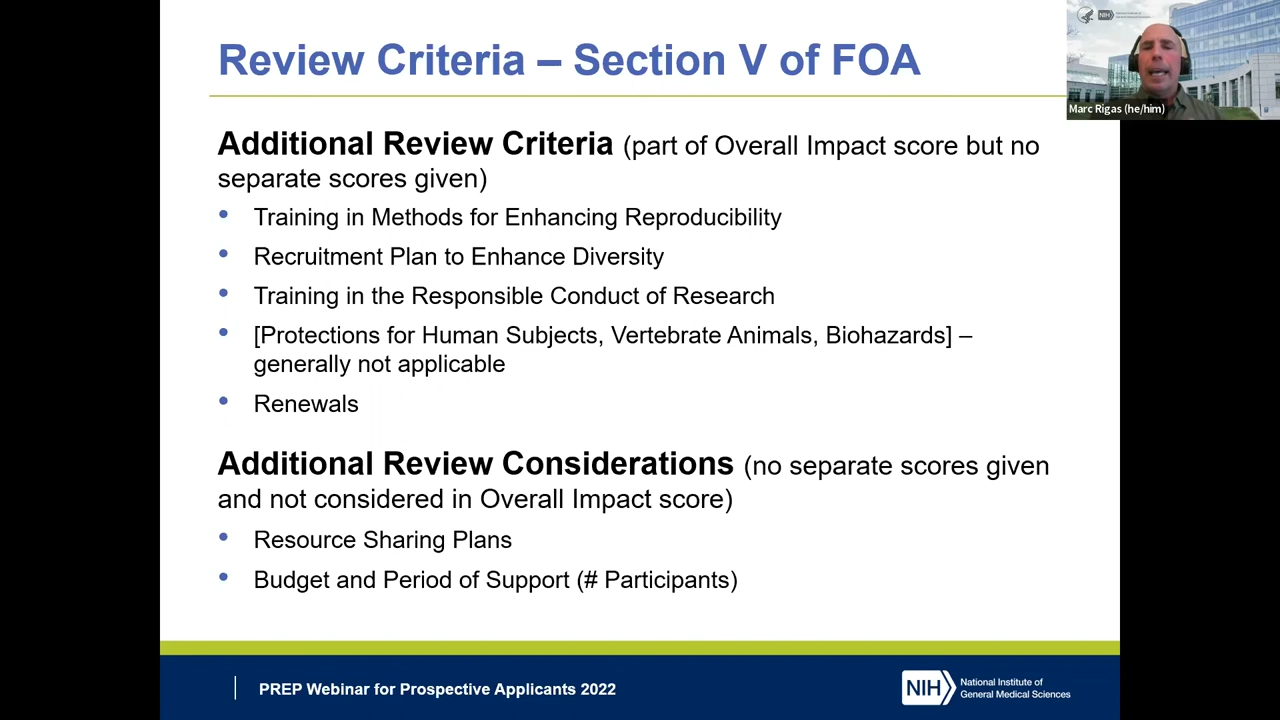 Review Criteria – Section V of FOA
NIH
Marc Rigas (he/him)
Additional Review Criteria (part of Overall Impact score but no
separate scores given)
• Training in Methods for Enhancing Reproducibility
• Recruitment Plan to Enhance Diversity
• Training in the Responsible Conduct of Research
• [Protections for Human Subjects, Vertebrate Animals, Biohazards] –
generally not applicable
• Renewals
Additional Review Considerations (no separate scores given
and not considered in Overall Impact score)
• Resource Sharing Plans
• Budget and Period of Support (# Participants)
PREP Webinar for Prospective Applicants 2022
NIH
National Institute of
General Medical Sciences